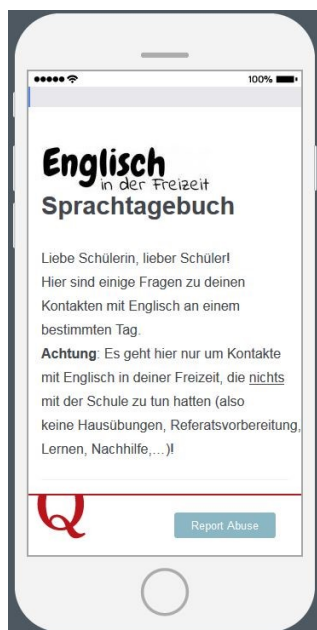 100%
Englisch
in der Freizeit
Sprachtagebuch
Liebe Schülerin, lieber Schüler!
Hier sind einige Fragen zu deinen
Kontakten mit Englisch an einem
bestimmten Tag.
Achtung: Es geht hier nur um Kontakte
mit Englisch in deiner Freizeit, die nichts
mit der Schule zu tun hatten (also
keine Hausübungen, Referatsvorbereitung,
Lernen, Nachhilfe,...)!
Q
Report Abuse